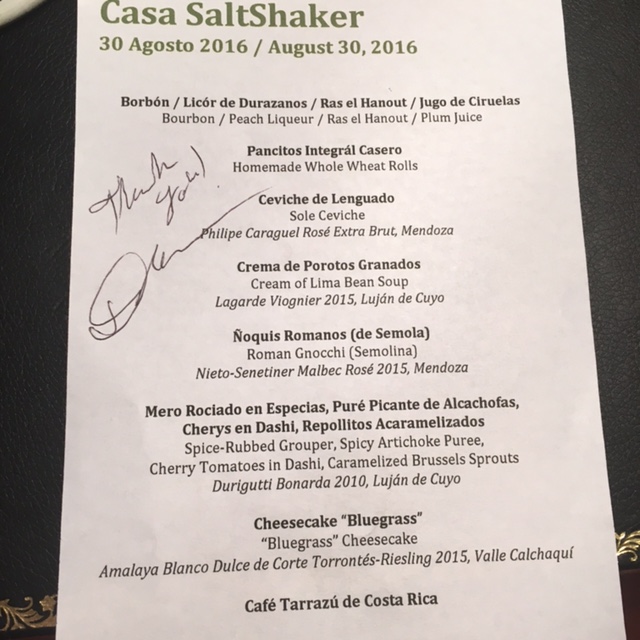 Casa SaltShaker
30 Agosto 2016 / August 30, 2016
Borbón / Licór de Durazanos / Ras el Hanout / Jugo de Ciruelas
Bourbon / Peach Liqueur / Ras el Hanout / Plum Juice
Pancitos Integrál Casero
Homemade Whole Wheat Rolls
Thank
you!
Ceviche de Lenguado
Sole Ceviche
Philipe Caraguel Rosé Extra Brut, Mendoza
Crema de Porotos Granados
Cream of Lima Bean Soup
Lagarde Viognier 2015, Luján de Cuyo
Ñoquis Romanos (de Semola)
Roman Gnocchi (Semolina)
Nieto-Senetiner Malbec Rosé 2015, Mendoza
Mero Rociado en Especias, Puré Picante de Alcachofas,
Cherys en Dashi, Repollitos Acaramelizados
Spice-Rubbed Grouper, Spicy Artichoke Puree,
Cherry Tomatoes in Dashi, Caramelized Brussels Sprouts
Durigutti Bonarda 2010, Luján de Cuyo
Cheesecake “Bluegrass”
“Bluegrass” Cheesecake
Amalaya Blanco Dulce de Corte Torrontés-Riesling 2015, Valle Calchaquí
Café Tarrazú de Costa Rica